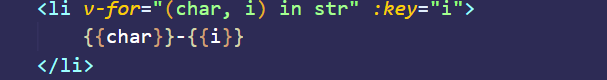 <li v-for="(char, i) in str" :key="i">
{{char}}-{{i}}
</li>